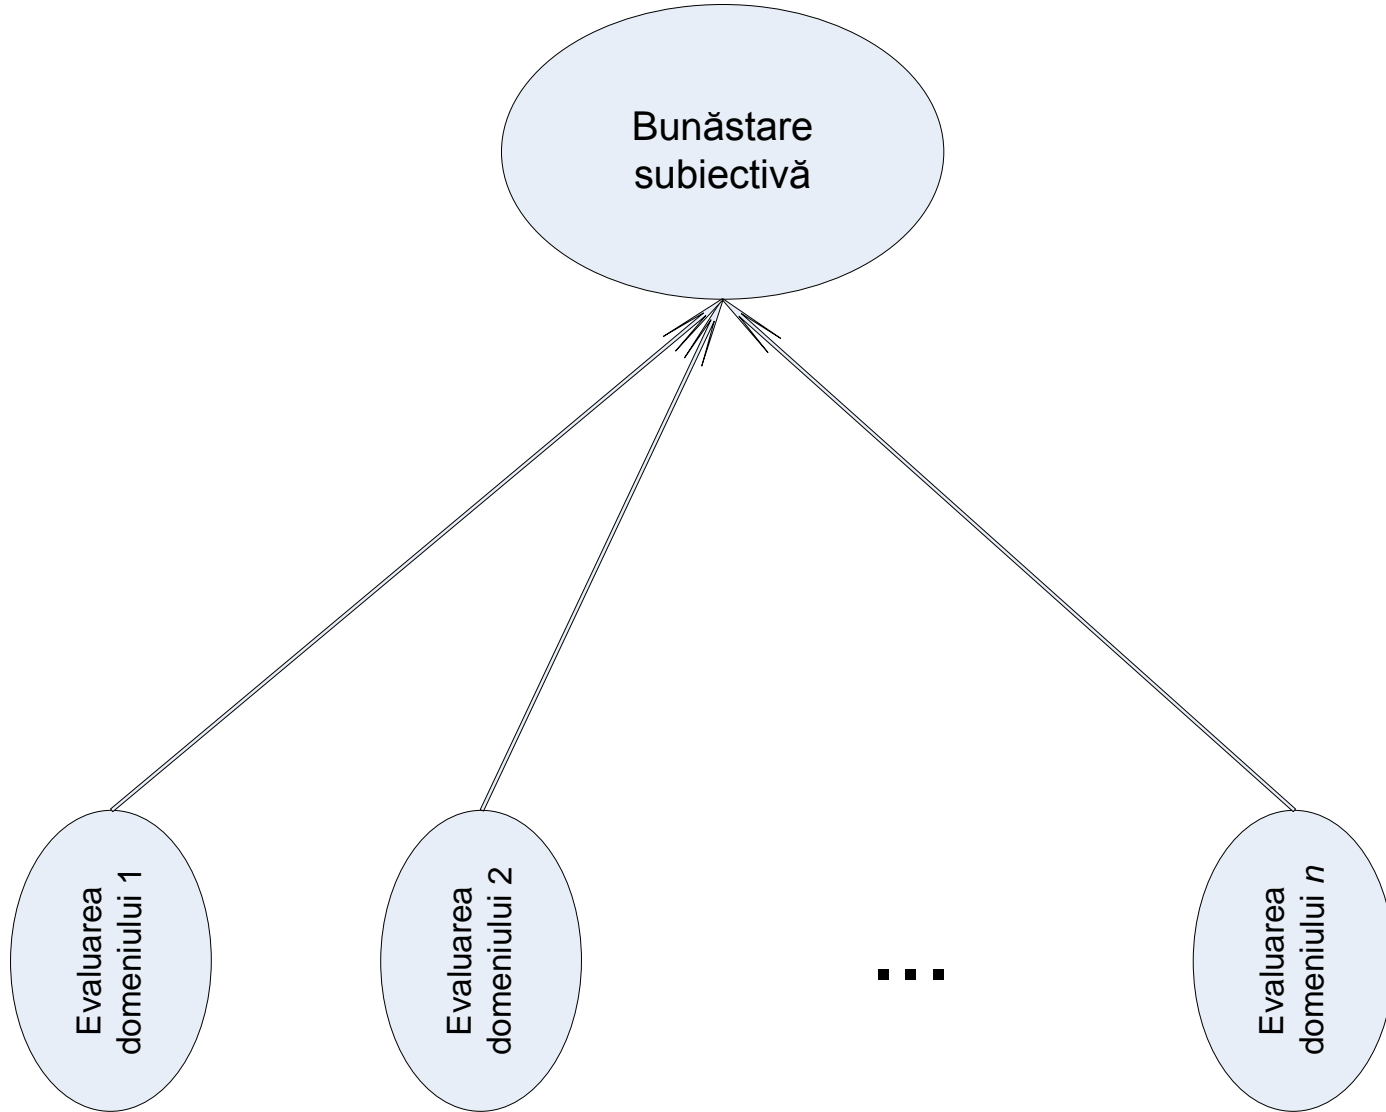 Bunăstare
subiectivă
Evaluarea
domeniului 1
Evaluarea
domeniului 2
...
Evaluarea
domeniului n